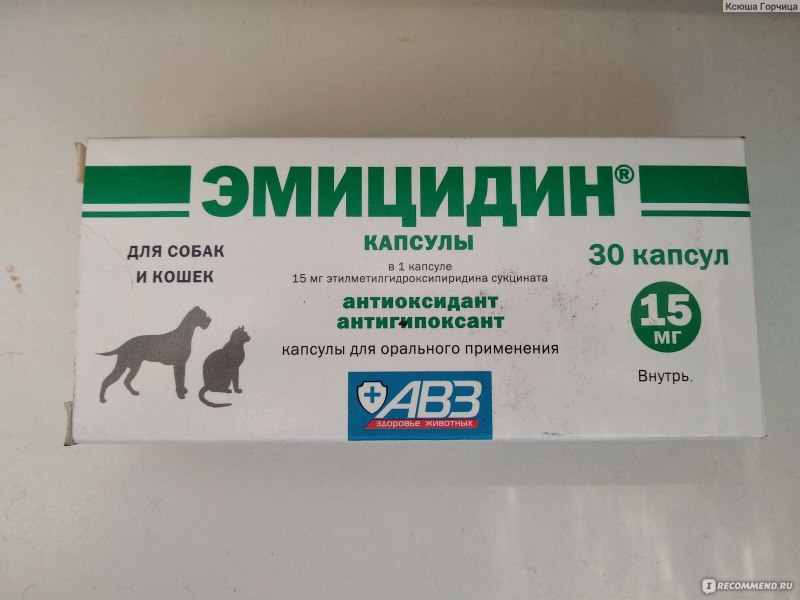 Ксюша Горчица
ЭМИЦИДИН®
КАПСУЛЫ
ДЛЯ СОБАК
И КОШЕК
в 1 капсуле
15 мг этилметилгидроксипиридина сукцината
антиоксидант
антигипоксант
капсулы для орального применения
30 капсул
15
МГ
Внутрь.
АВЗ
здоровье животных
IRECOMMEND.RU